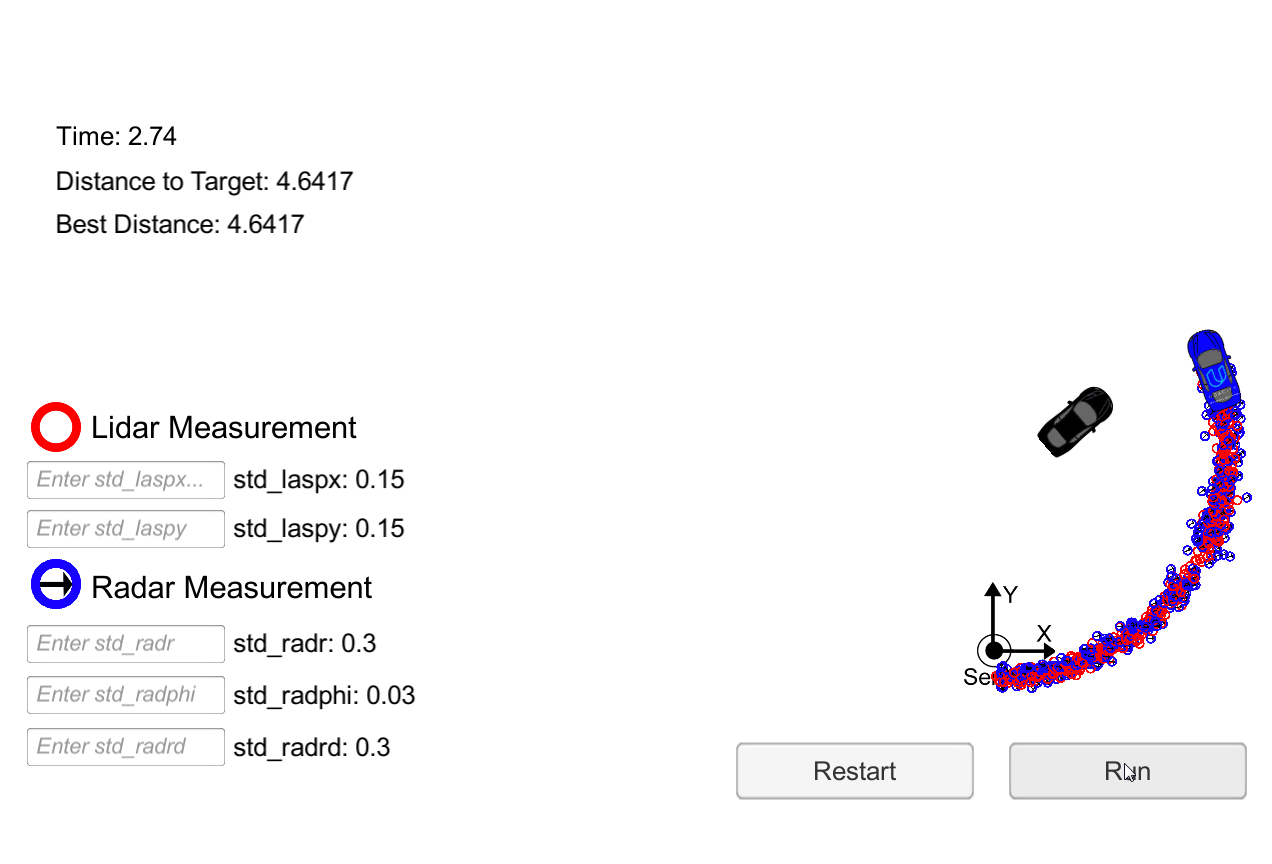 Time: 2.74
Distance to Target: 4.6417
Best Distance: 4.6417
Lidar Measurement
Enter std_laspx... std_laspx: 0.15
Enter std_laspy std_laspy: 0.15
Radar Measurement
Enter std_radr std_radr: 0.3
Enter std_radphi std_radphi: 0.03
Enter std_radrd std_radrd: 0.3
Y
X
Se
Restart
Run